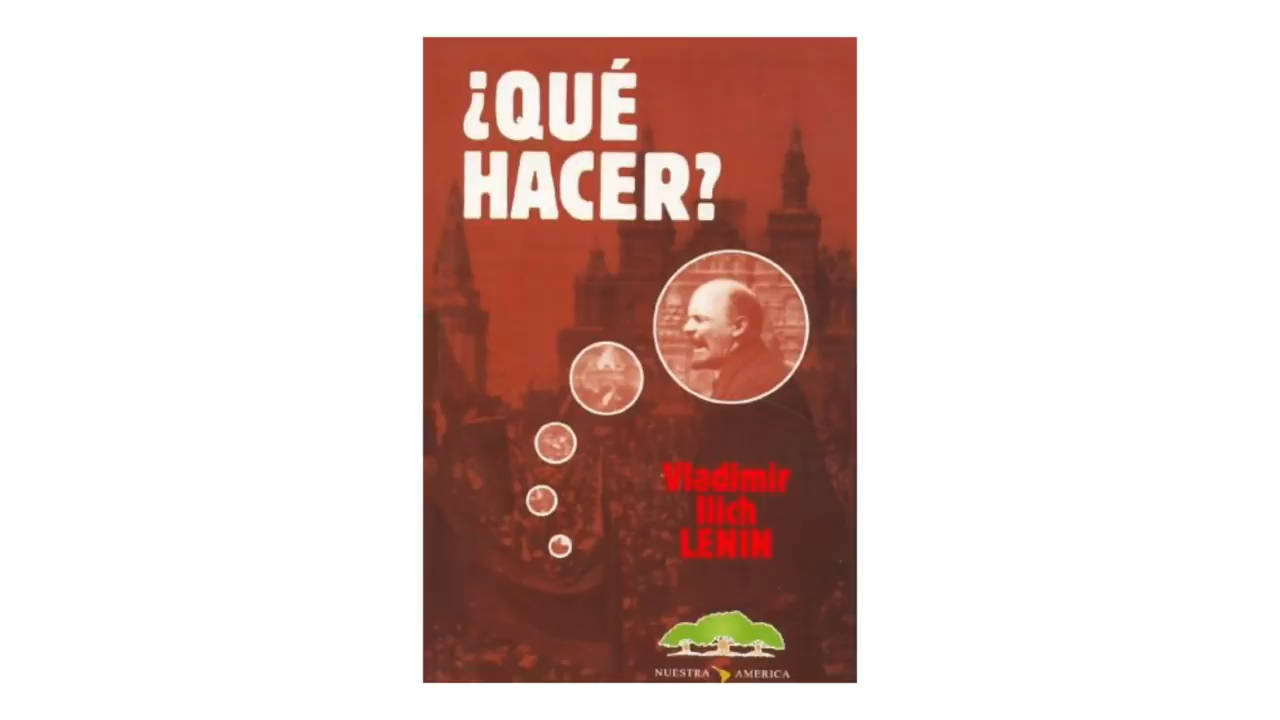 ¿QUÉ
HACER?
Vladimir
Ilich
LENIN
NUESTRA AMERICA